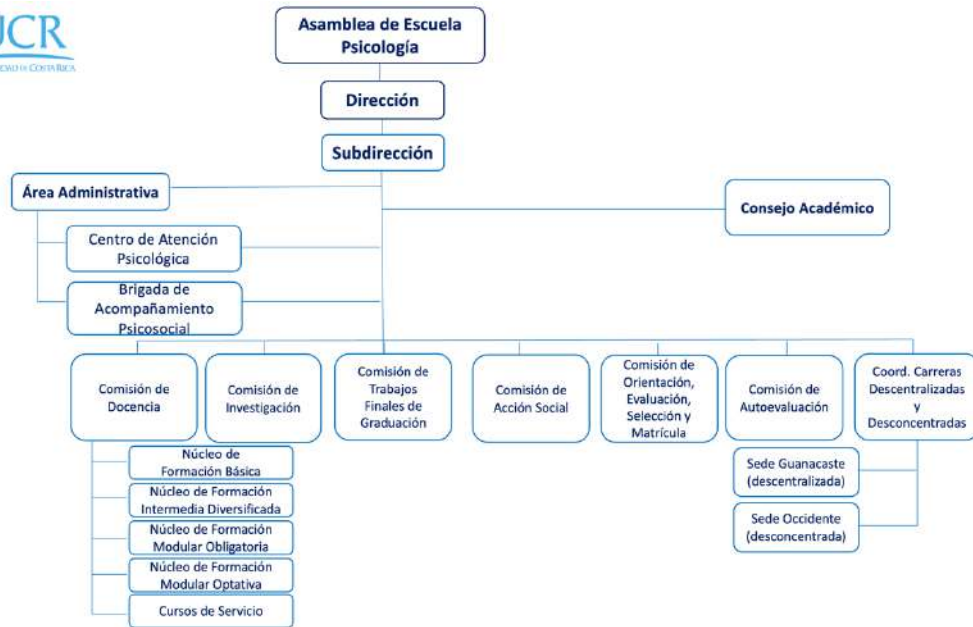 UCR
Asamblea de Escuela
Psicología
Dirección
Subdirección
Área Administrativa
Consejo Académico
Centro de Atención
Psicológica
Brigada de
Acompañamiento
Psicosocial
Comisión de
Docencia
Comisión de
Investigación
Comisión de
Trabajos
Finales de
Graduación
Comisión de
Acción Social
Comisión de
Orientación,
Evaluación,
Selección y
Matrícula
Comisión de
Autoevaluación
Coord. Carreras
Descentralizadas
y
Desconcentradas
Núcleo de
Formación Básica
Núcleo de Formación
Intermedia Diversificada
Núcleo de Formación
Modular Obligatoria
Núcleo de Formación
Modular Optativa
Cursos de Servicio
Sede Guanacaste
(descentralizada)
Sede Occidente
(desconcentrada)